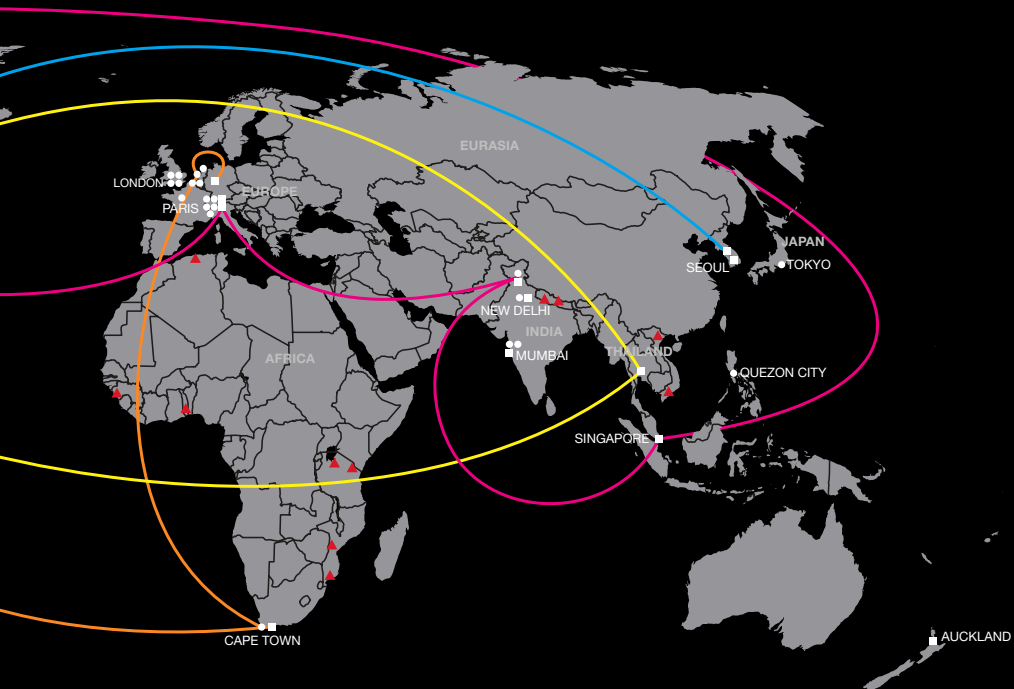 EURASIA
LONDON
EUROPE
PARIS
JAPAN
SEOUL
TOKYO
NEW DELHI
INDIA
THAILAND
MUMBAI
AFRICA
QUEZON CITY
SINGAPORE
CAPE TOWN
AUCKLAND